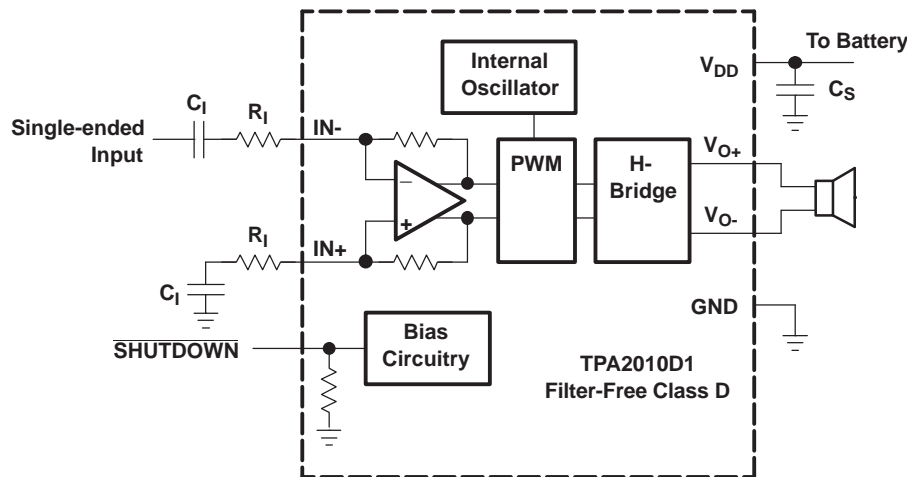 To Battery
Internal
Oscillator
VDD
CS
CI
RI
IN-
Single-ended
Input
PWM
H-
Bridge
VO+
VO-
–
+
RI
IN+
CI
GND
SHUTDOWN
Bias
Circuitry
TPA2010D1
Filter-Free Class D